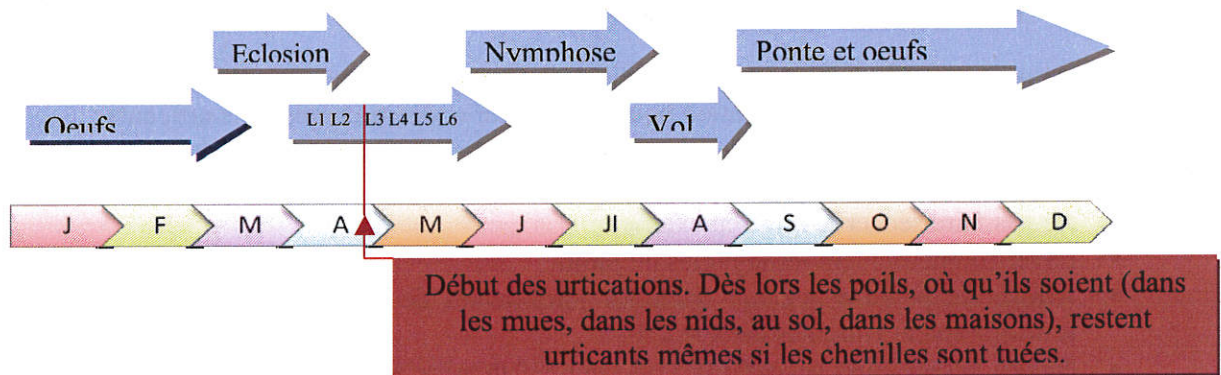 Eclosion
Nymphose
Ponte et oeufs
Oeufs
L1 L2 L3 L4 L5 L6
Vol
J F M A M J Jl A S O N D
Début des urtications. Dès lors les poils, où qu'ils soient (dans
les mues, dans les nids, au sol, dans les maisons), restent
urticants mêmes si les chenilles sont tuées.